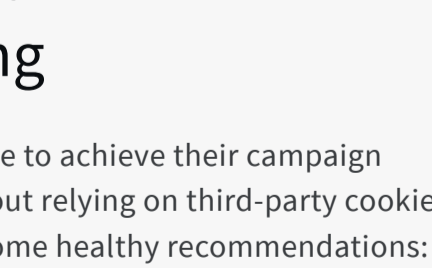 ng
e to achieve their campaign
out relying on third-party cookie
ome healthy recommendations: